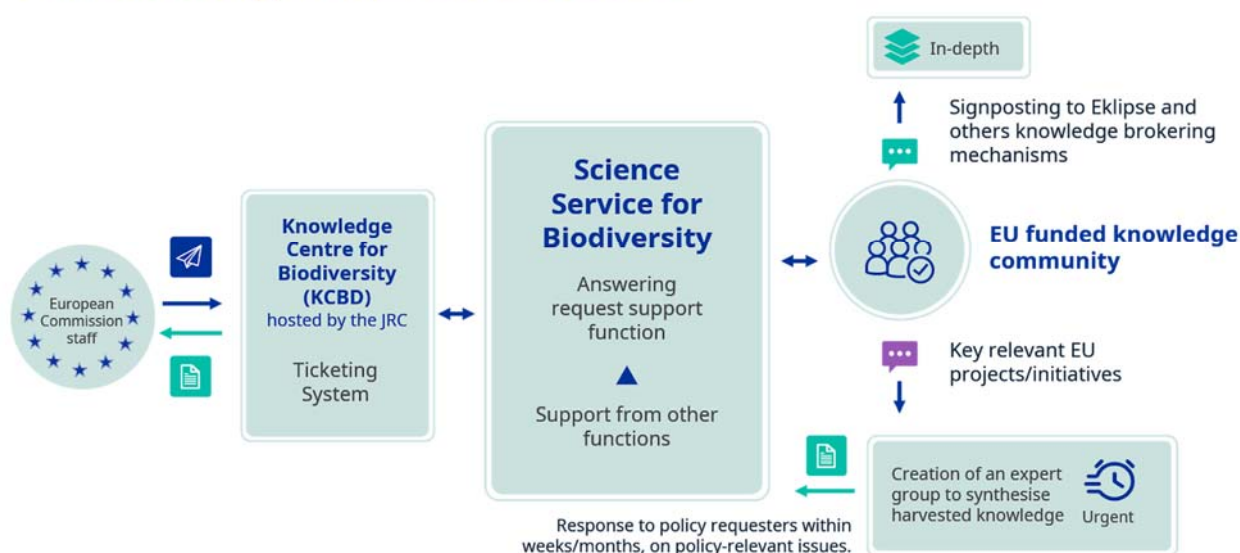 European
Commission
staff
Knowledge
Centre for
Biodiversity
(KCBD)
hosted by the JRC
Ticketing
System
Science
Service for
Biodiversity
Answering
request support
function
Support from other
functions
In-depth
Signposting to Eklipse and
others knowledge brokering
mechanisms
EU funded knowledge
community
Key relevant EU
projects/initiatives
Creation of an expert
group to synthesise
harvested knowledge
Urgent
Response to policy requesters within
weeks/months, on policy-relevant issues.